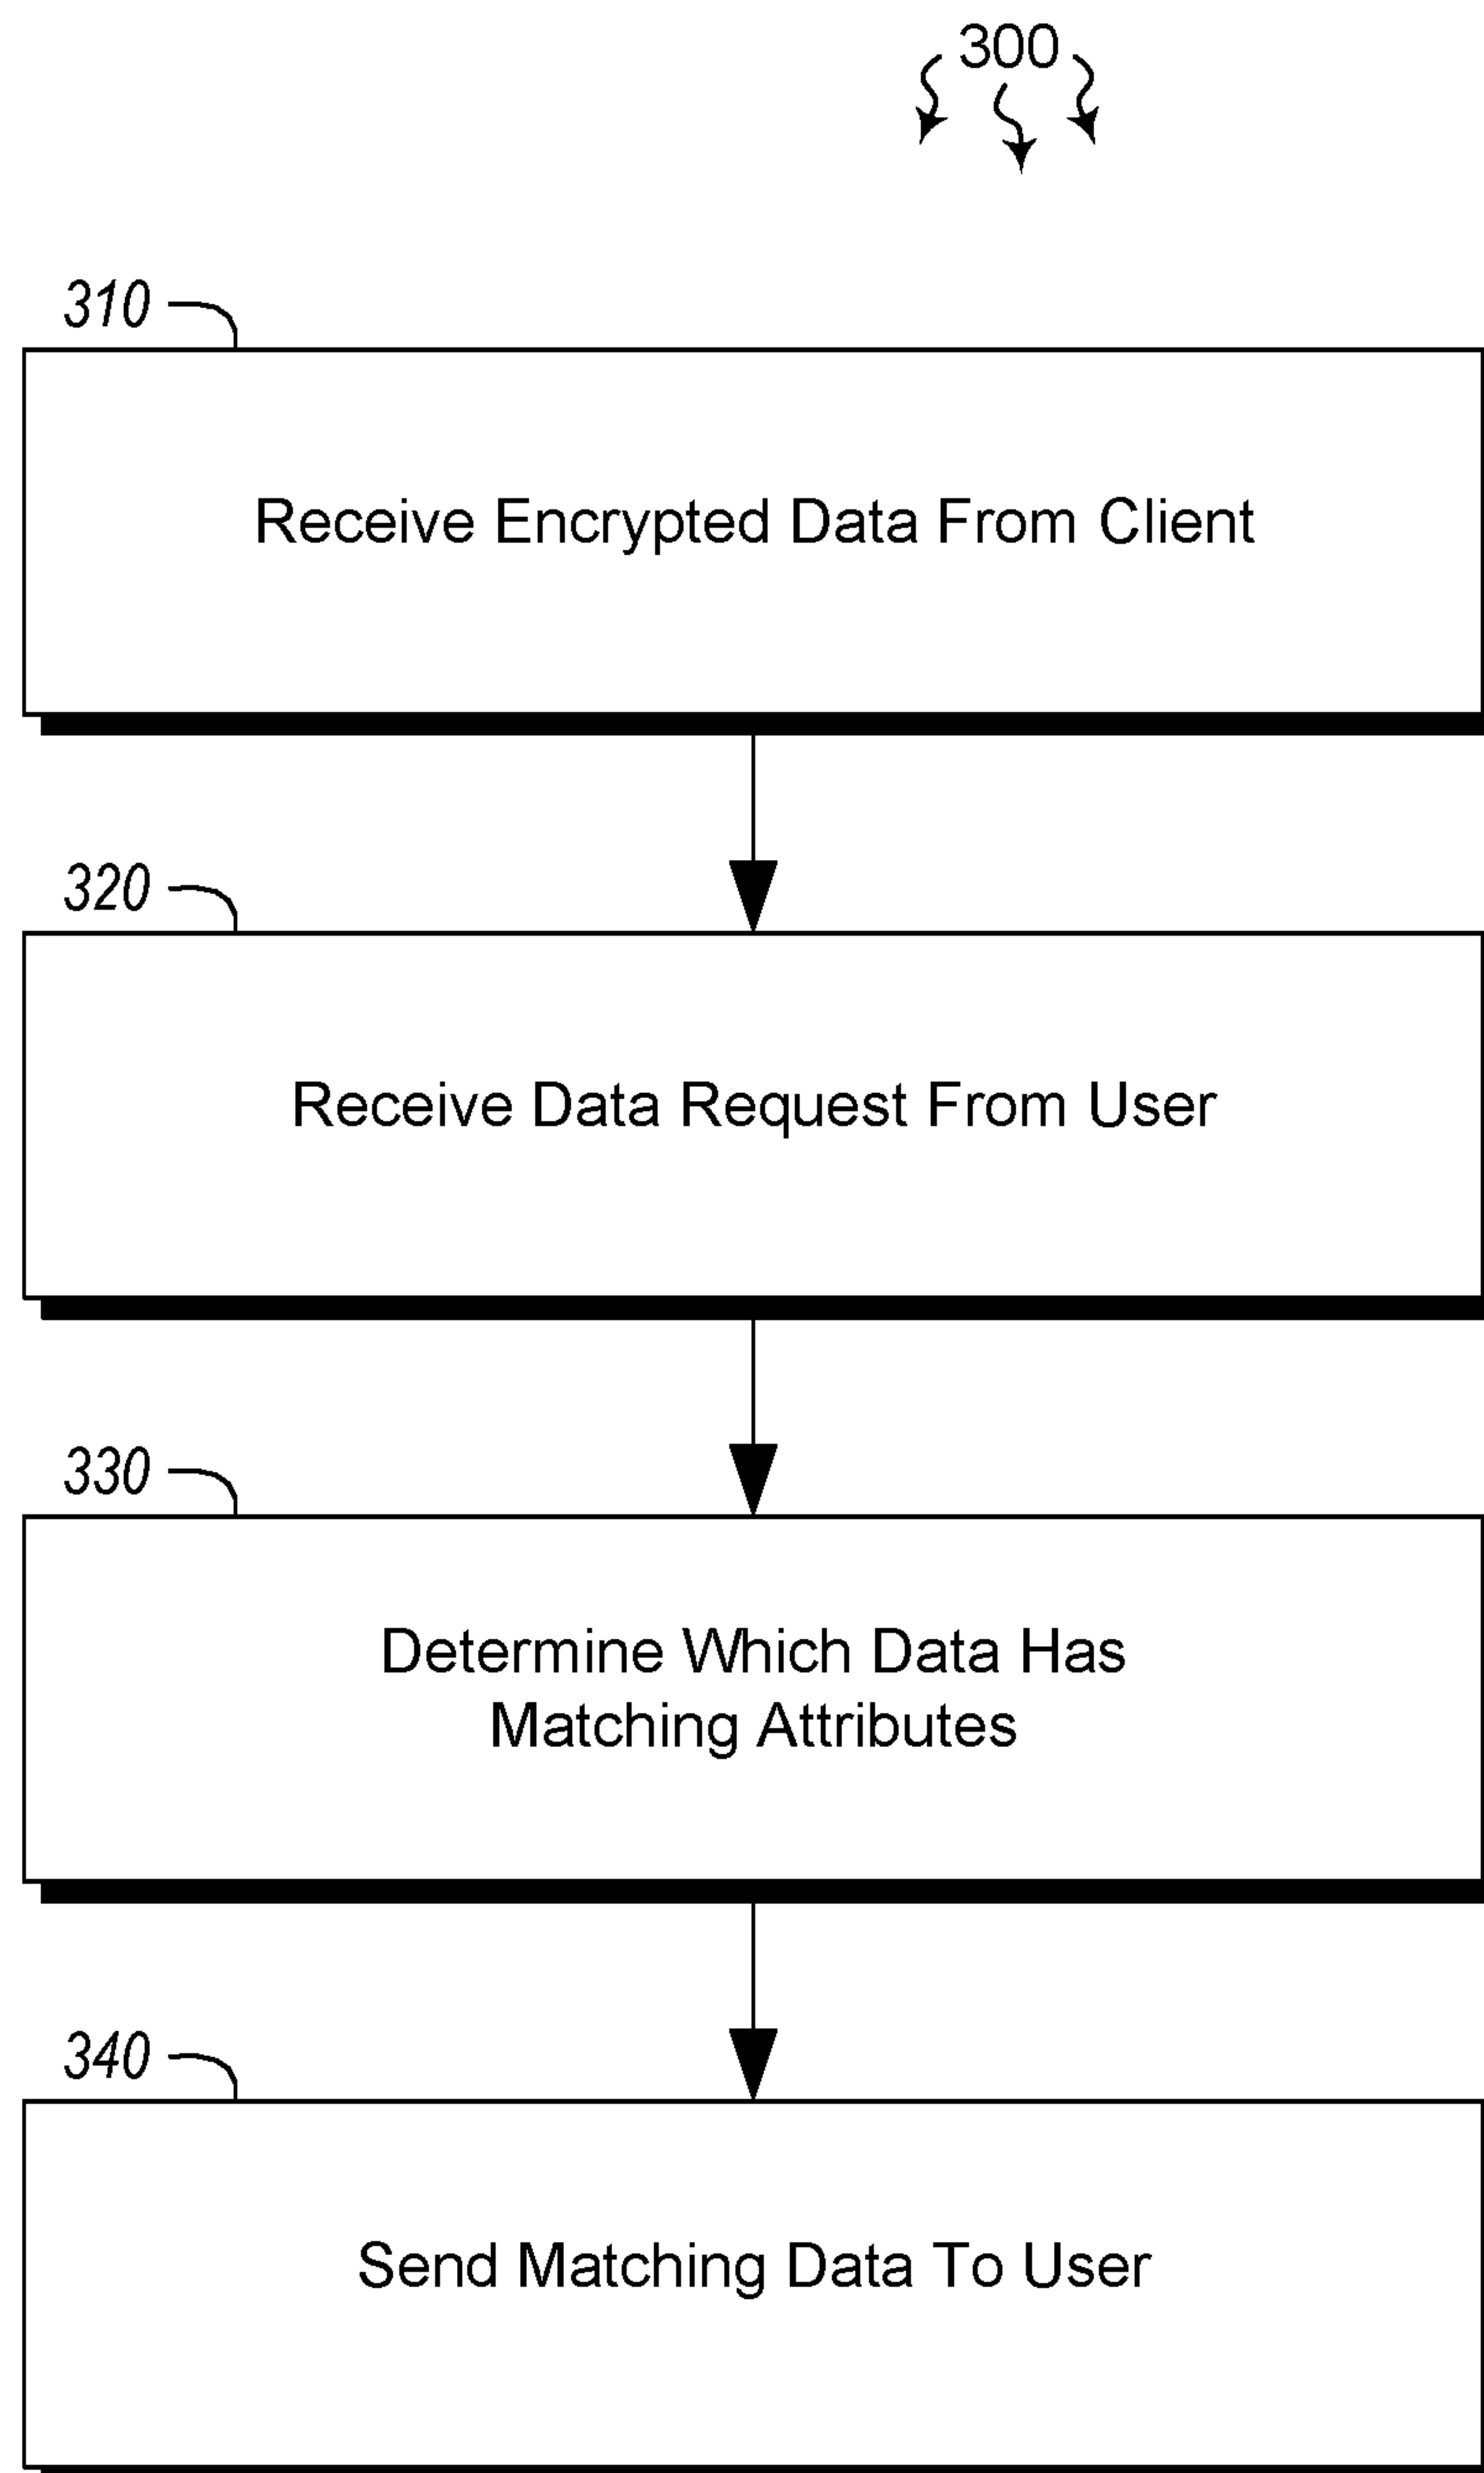 300
310
Receive Encrypted Data From Client
320
Receive Data Request From User
330
Determine Which Data Has
Matching Attributes
340
Send Matching Data To User